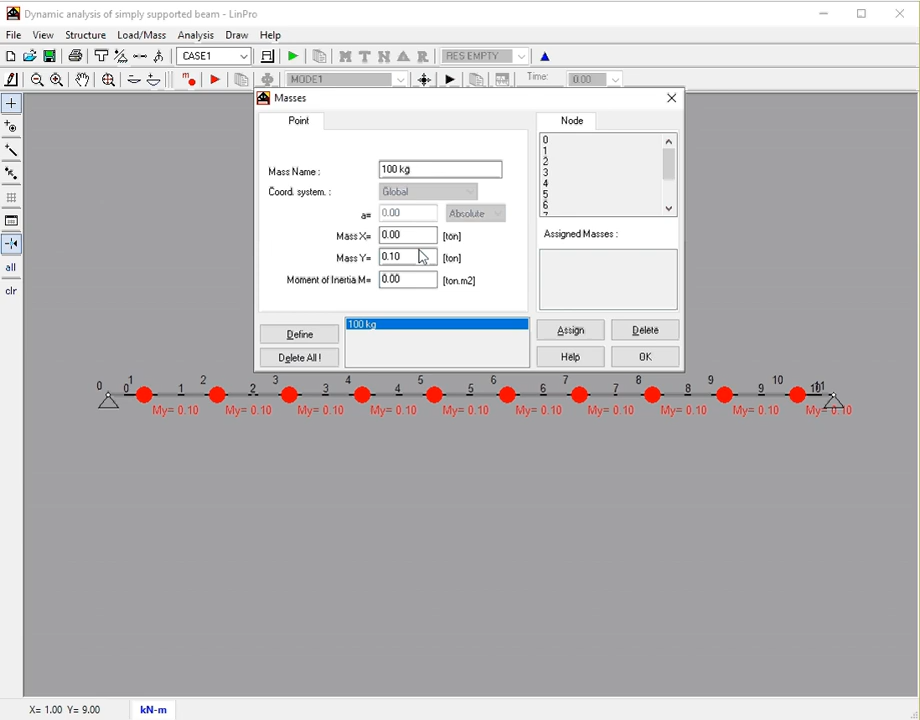 Dynamic analysis of simply supported beam - LinPro
File View Structure Load/Mass Analysis Draw Help
CASE1 M T N A R RES EMPTY
m MODE1 Time: 0.00
Masses
Point Node
Mass Name : 100 kg
Coord. system. : Global
a= 0.00 Absolute
Mass X= 0.00 [ton]
Mass Y= 0.10 [ton]
Moment of Inertia M= 0.00 [ton.m2]
0
1
2
3
4
5
6
7
Assigned Masses :
100 kg
Define
Delete All !
Assign Delete
Help OK
all
clr
0 1 2 3 4 5 6 7 8 9 10 11
0 1 2 3 4 5 6 7 8 9 10
My= 0.10 My= 0.10 My= 0.10 My= 0.10 My= 0.10 My= 0.10 My= 0.10 My= 0.10 My= 0.10 My= 0.10
X= 1.00 Y= 9.00 kN-m